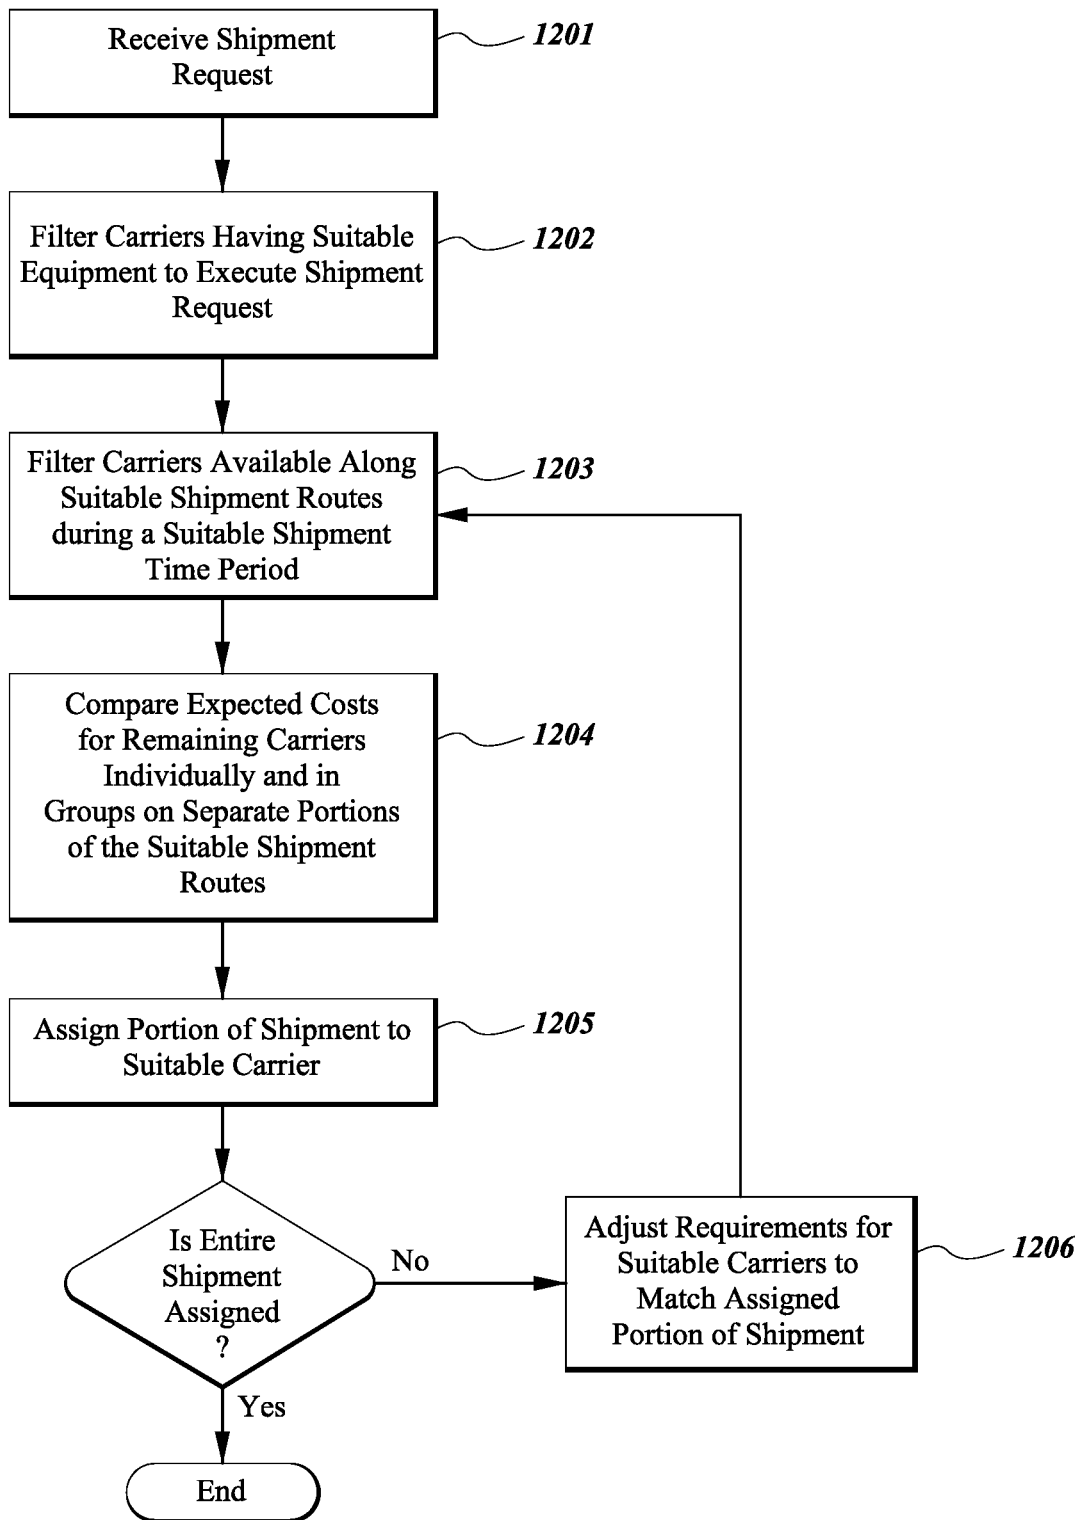 Receive Shipment
Request
1201
Filter Carriers Having Suitable
Equipment to Execute Shipment
Request
1202
Filter Carriers Available Along
Suitable Shipment Routes
during a Suitable Shipment
Time Period
1203
Compare Expected Costs
for Remaining Carriers
Individually and in
Groups on Separate Portions
of the Suitable Shipment
Routes
1204
Assign Portion of Shipment to
Suitable Carrier
1205
Is Entire
Shipment
Assigned
?
No
Adjust Requirements for
Suitable Carriers to
Match Assigned
Portion of Shipment
1206
Yes
End